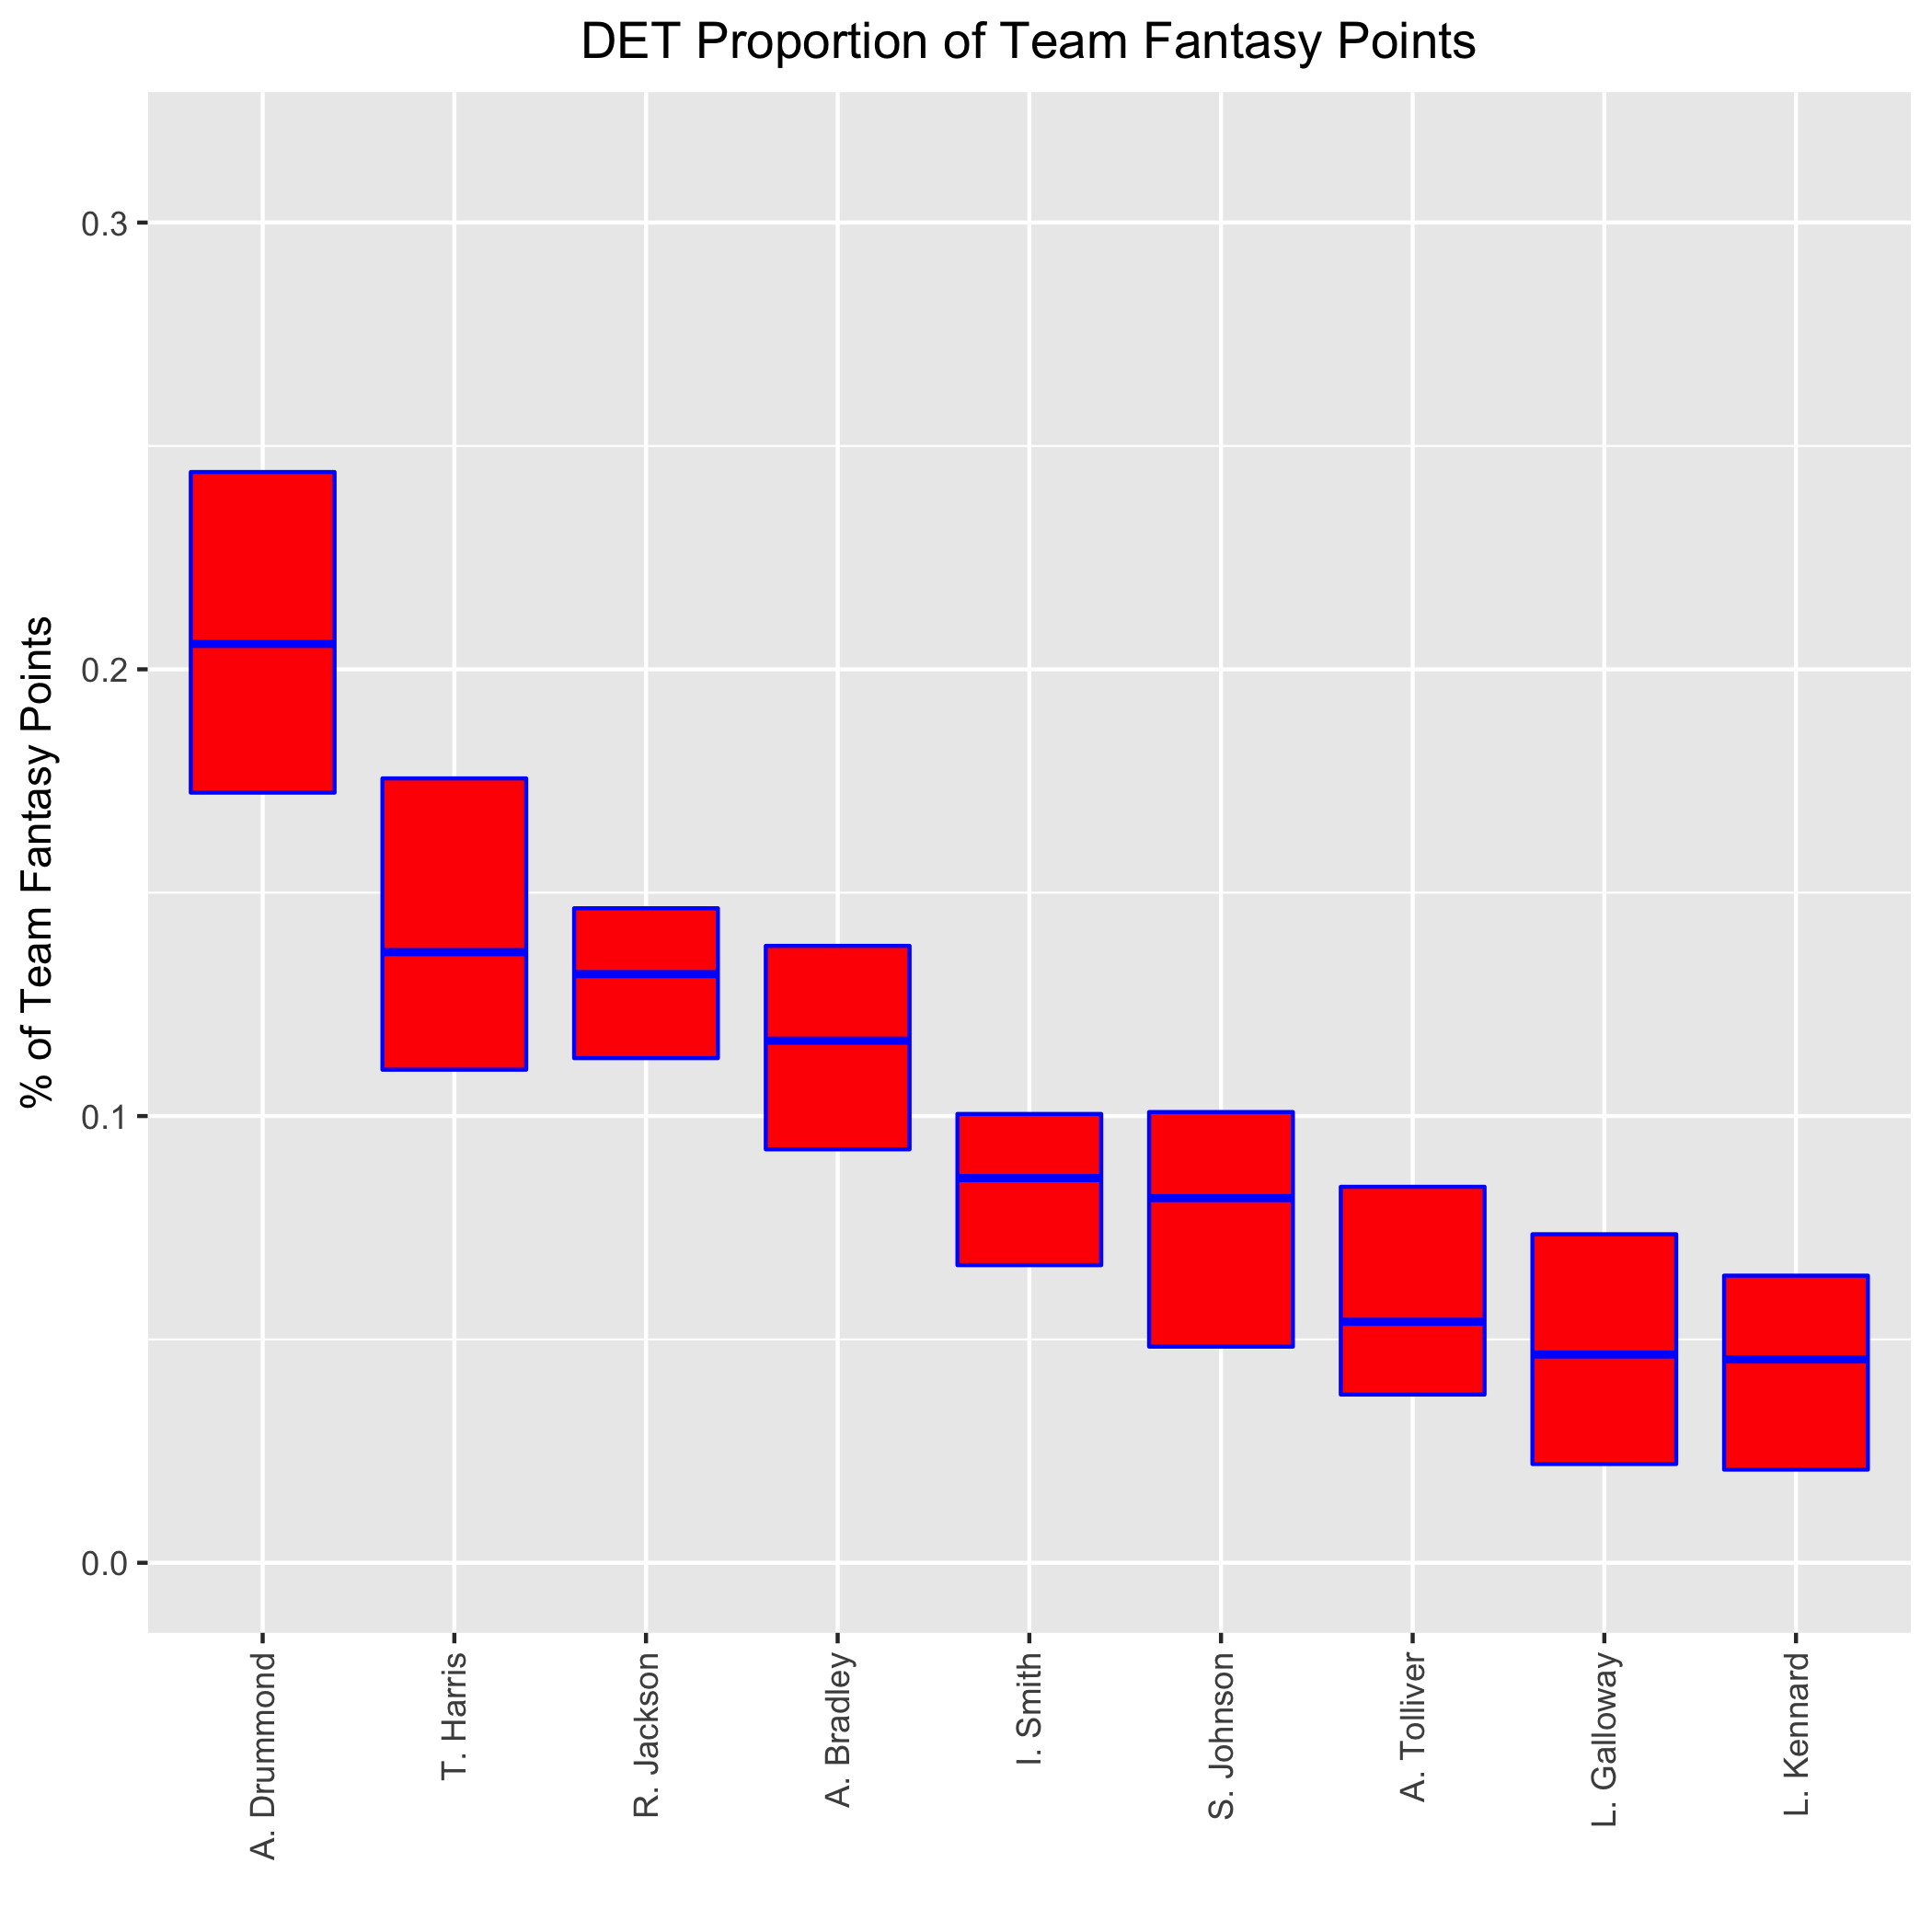 DET Proportion of Team Fantasy Points
% of Team Fantasy Points
0.3
0.2
0.1
0.0
A. Drummond
T. Harris
R. Jackson
A. Bradley
I. Smith
S. Johnson
A. Tolliver
L. Galloway
L. Kennard